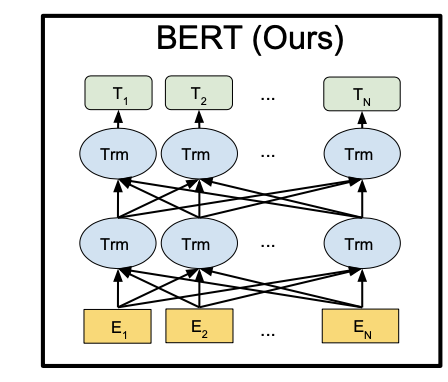 BERT (Ours)
T1 T2 ... TN
Trm Trm ... Trm
Trm Trm ... Trm
E1 E2 ... EN